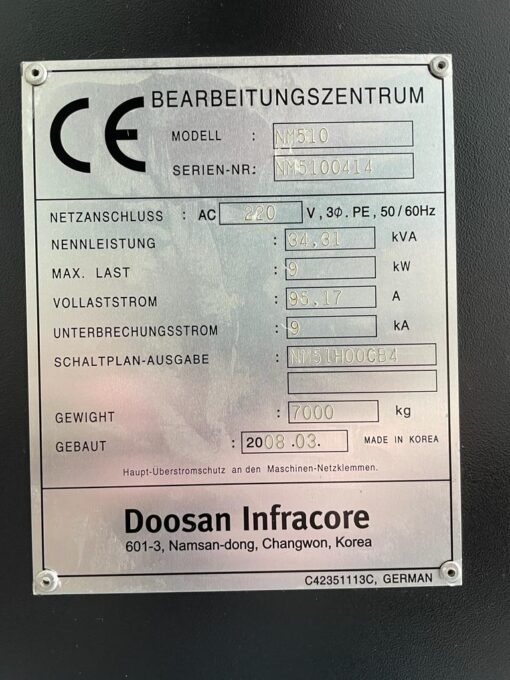 CE BEARBEITUNGSZENTRUM
MODELL : NM510
SERIEN-NR: NM5100414
NETZANSCHLUSS : AC 220 V, 3Φ. PE, 50/60Hz
NENNLEISTUNG : 34.31 kVA
MAX. LAST : 9 kW
VOLLASTSTROM : 95.17 A
UNTERBRECHUNGSSTROM : 9 kA
SCHALTPLAN-AUSGABE : NM51H00GB4
GEWIGHT : 7000 kg
GEBAUT : 2008.03. MADE IN KOREA
Haupt-Überstromschutz an den Maschinen-Netzklemmen.
Doosan Infracore
601-3, Namsan-dong, Changwon, Korea
C42351113C, GERMAN